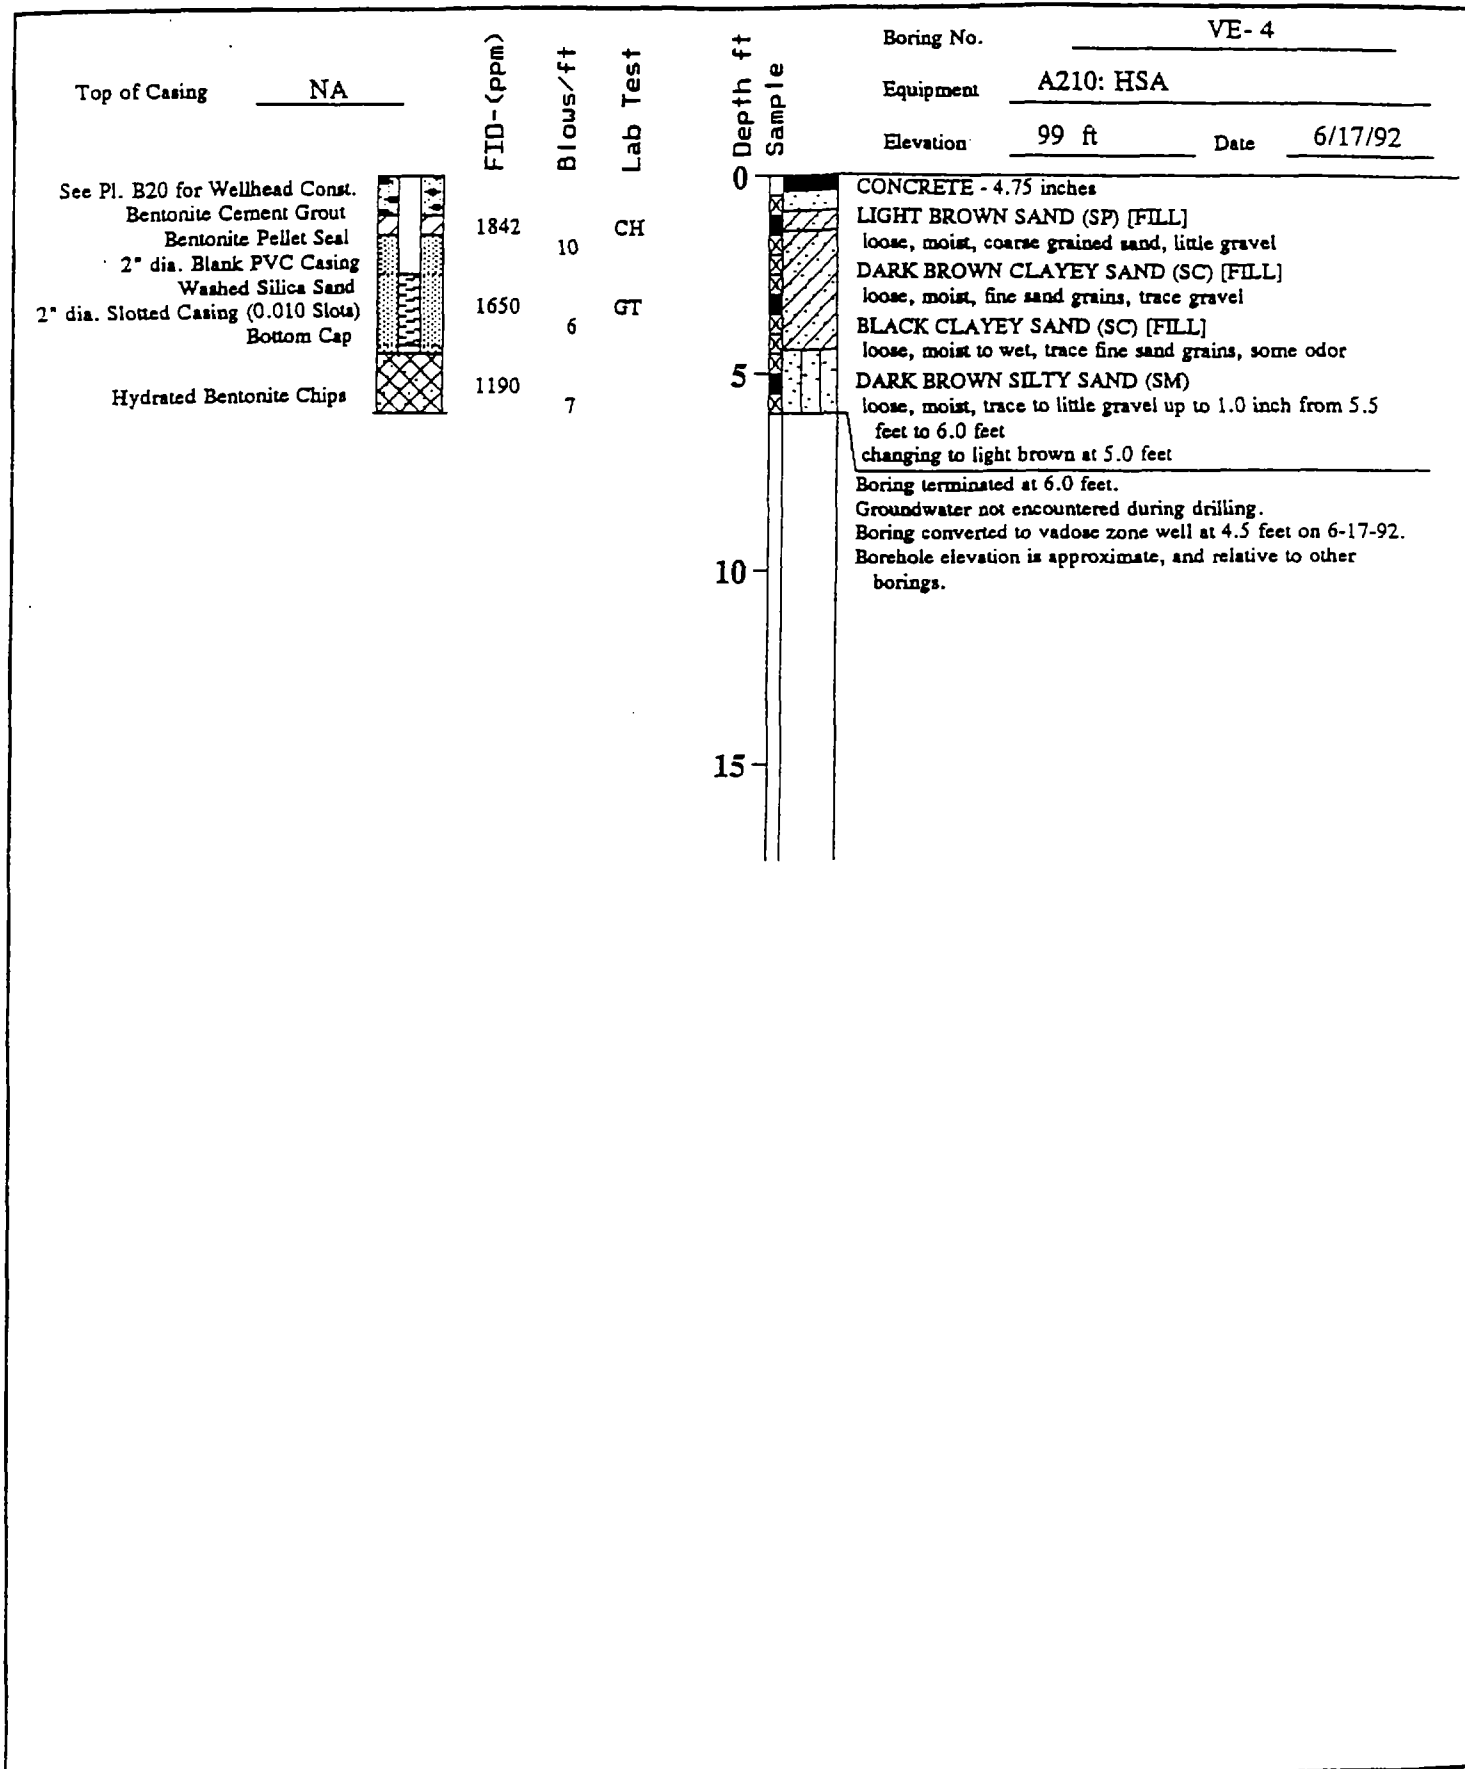 Boring No. VE- 4
Top of Casing NA
Equipment A210: HSA
Elevation 99 ft Date 6/17/92
FID-(ppm)
Blows/ft
Lab Test
Depth ft
Sample
See Pl. B20 for Wellhead Const.
Bentonite Cement Grout
Bentonite Pellet Seal
2" dia. Blank PVC Casing
Washed Silica Sand
2" dia. Slotted Casing (0.010 Slots)
Bottom Cap
Hydrated Bentonite Chips
1842
10
CH
1650
6
GT
1190
7
0
5
10
15
CONCRETE - 4.75 inches
LIGHT BROWN SAND (SP) [FILL]
loose, moist, coarse grained sand, little gravel
DARK BROWN CLAYEY SAND (SC) [FILL]
loose, moist, fine sand grains, trace gravel
BLACK CLAYEY SAND (SC) [FILL]
loose, moist to wet, trace fine sand grains, some odor
DARK BROWN SILTY SAND (SM)
loose, moist, trace to little gravel up to 1.0 inch from 5.5
feet to 6.0 feet
changing to light brown at 5.0 feet
Boring terminated at 6.0 feet.
Groundwater not encountered during drilling.
Boring converted to vadose zone well at 4.5 feet on 6-17-92.
Borehole elevation is approximate, and relative to other
borings.